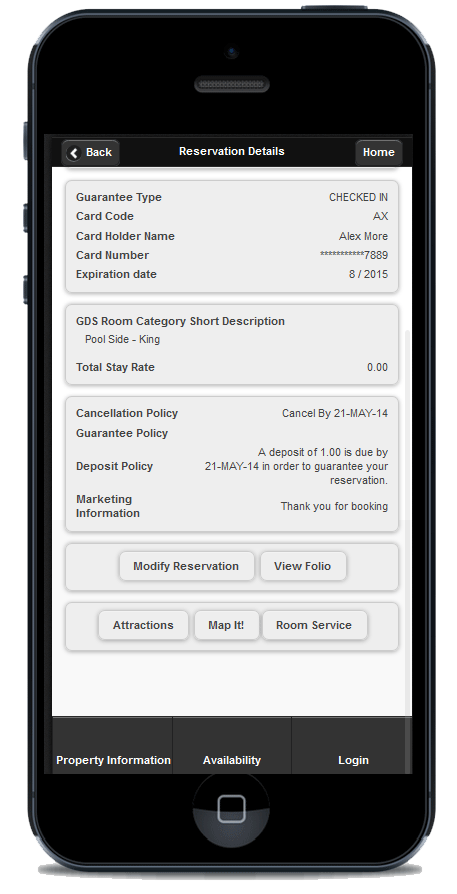 Back Reservation Details Home
Guarantee Type CHECKED IN
Card Code AX
Card Holder Name Alex More
Card Number ***********7889
Expiration date 8 / 2015
GDS Room Category Short Description
Pool Side - King
Total Stay Rate 0.00
Cancellation Policy Cancel By 21-MAY-14
Guarantee Policy
Deposit Policy A deposit of 1.00 is due by
21-MAY-14 in order to guarantee your
reservation.
Marketing
Information Thank you for booking
Modify Reservation View Folio
Attractions Map It! Room Service
Property Information Availability Login